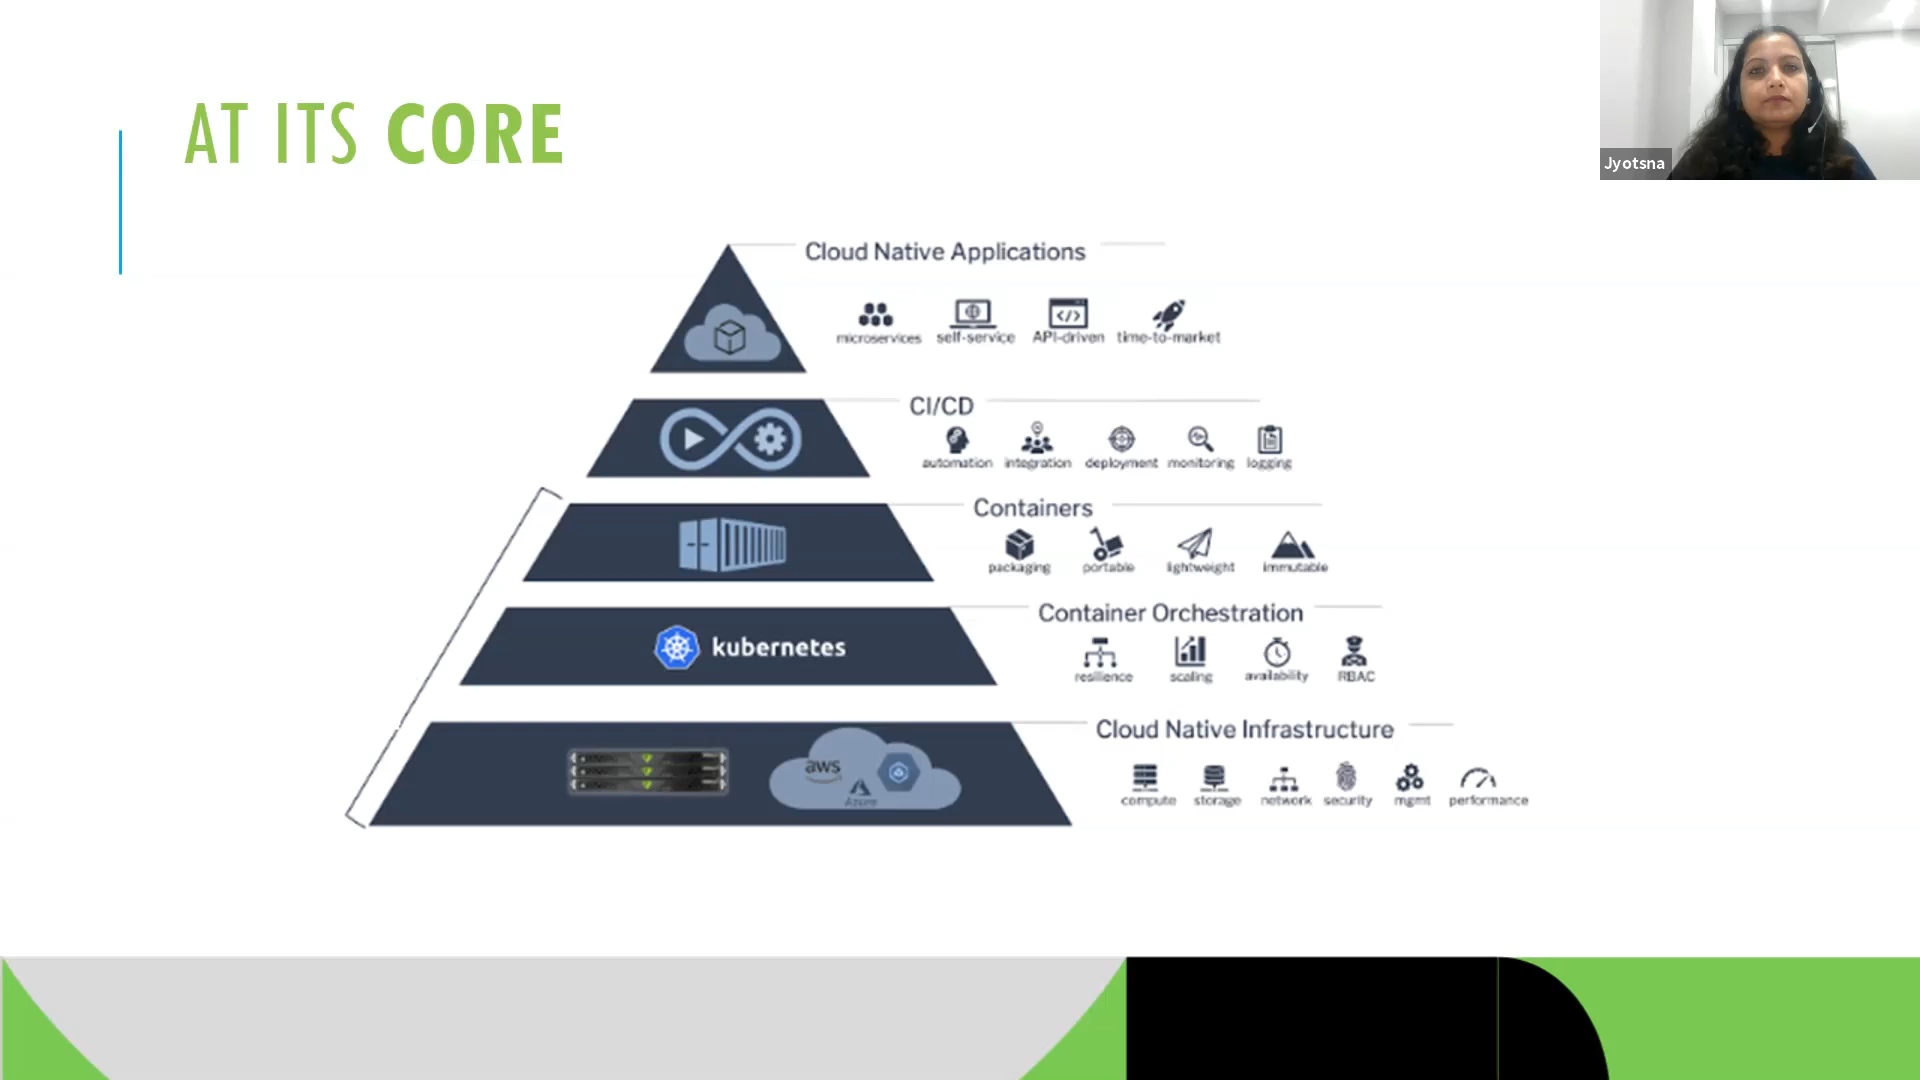 AT ITS CORE
Jyotsna
Cloud Native Applications
microservices self-service API-driven time-to-market
CI/CD
automation integration deployment monitoring logging
Containers
packaging portable lightweight immutable
kubernetes
Container Orchestration
resilience scaling availability RBAC
Cloud Native Infrastructure
aws
Azure
compute storage network security mgmt performance